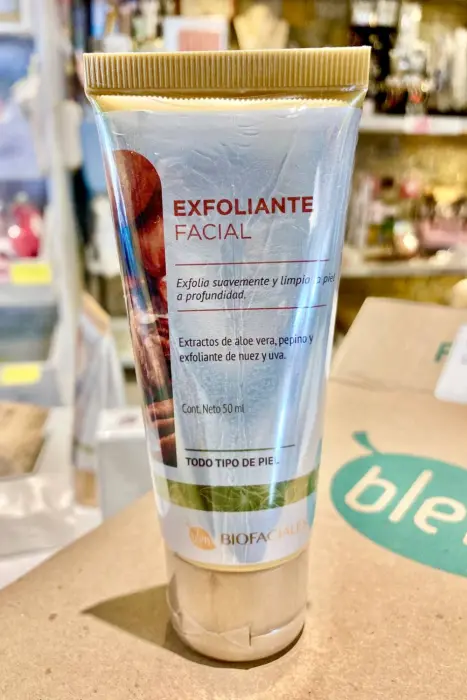 EXFOLIANTE
FACIAL
Exfolia suavemente y limpia piel
a profundidad.
Extractos de aloe vera, pepino y
exfoliante de nuez y uva.
Cont. Neto 50 ml
TODO TIPO DE PIEL
BIOFACIALES
ble